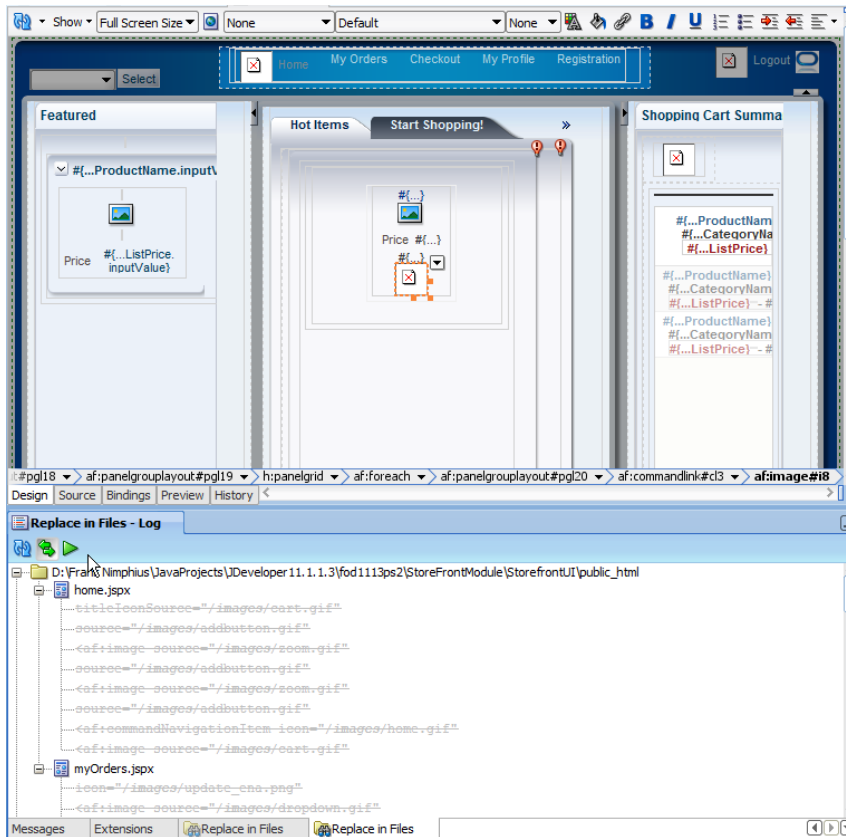 Show Full Screen Size None Default None B I U
Home My Orders Checkout My Profile Registration Logout
Select
Featured
Hot Items Start Shopping! »
Shopping Cart Summa
#{...ProductName.inputV
#{...}
Price #{...}
#{...}
Price #{...ListPrice.
inputValue}
#{...ProductNam
#{...CategoryNa
#{...ListPrice}
#{...ProductName}
#{...CategoryNam
#{...ListPrice} - #
#{...ProductName}
#{...CategoryNam
#{...ListPrice} - #
t#pgl18 af:panelgrouplayout#pgl19 h:panelgrid af:foreach af:panelgrouplayout#pgl20 af:commandlink#cl3 af:image#i8
Design Source Bindings Preview History
Replace in Files - Log
D:\Frank Nimphius\JavaProjects\JDeveloper11.1.1.3\fod1113ps2\StoreFrontModule\StorefrontUI\public_html
home.jspx
titleIconSource="/images/cart.gif"
source="/images/addbutton.gif"
<af:image source="/images/zoom.gif"
source="/images/addbutton.gif"
<af:image source="/images/zoom.gif"
source="/images/addbutton.gif"
<af:commandNavigationItem icon="/images/home.gif"
<af:image source="/images/cart.gif"
myOrders.jspx
icon="/images/update_ena.png"
<af:image source="/images/dropdown.gif"
Messages Extensions Replace in Files Replace in Files